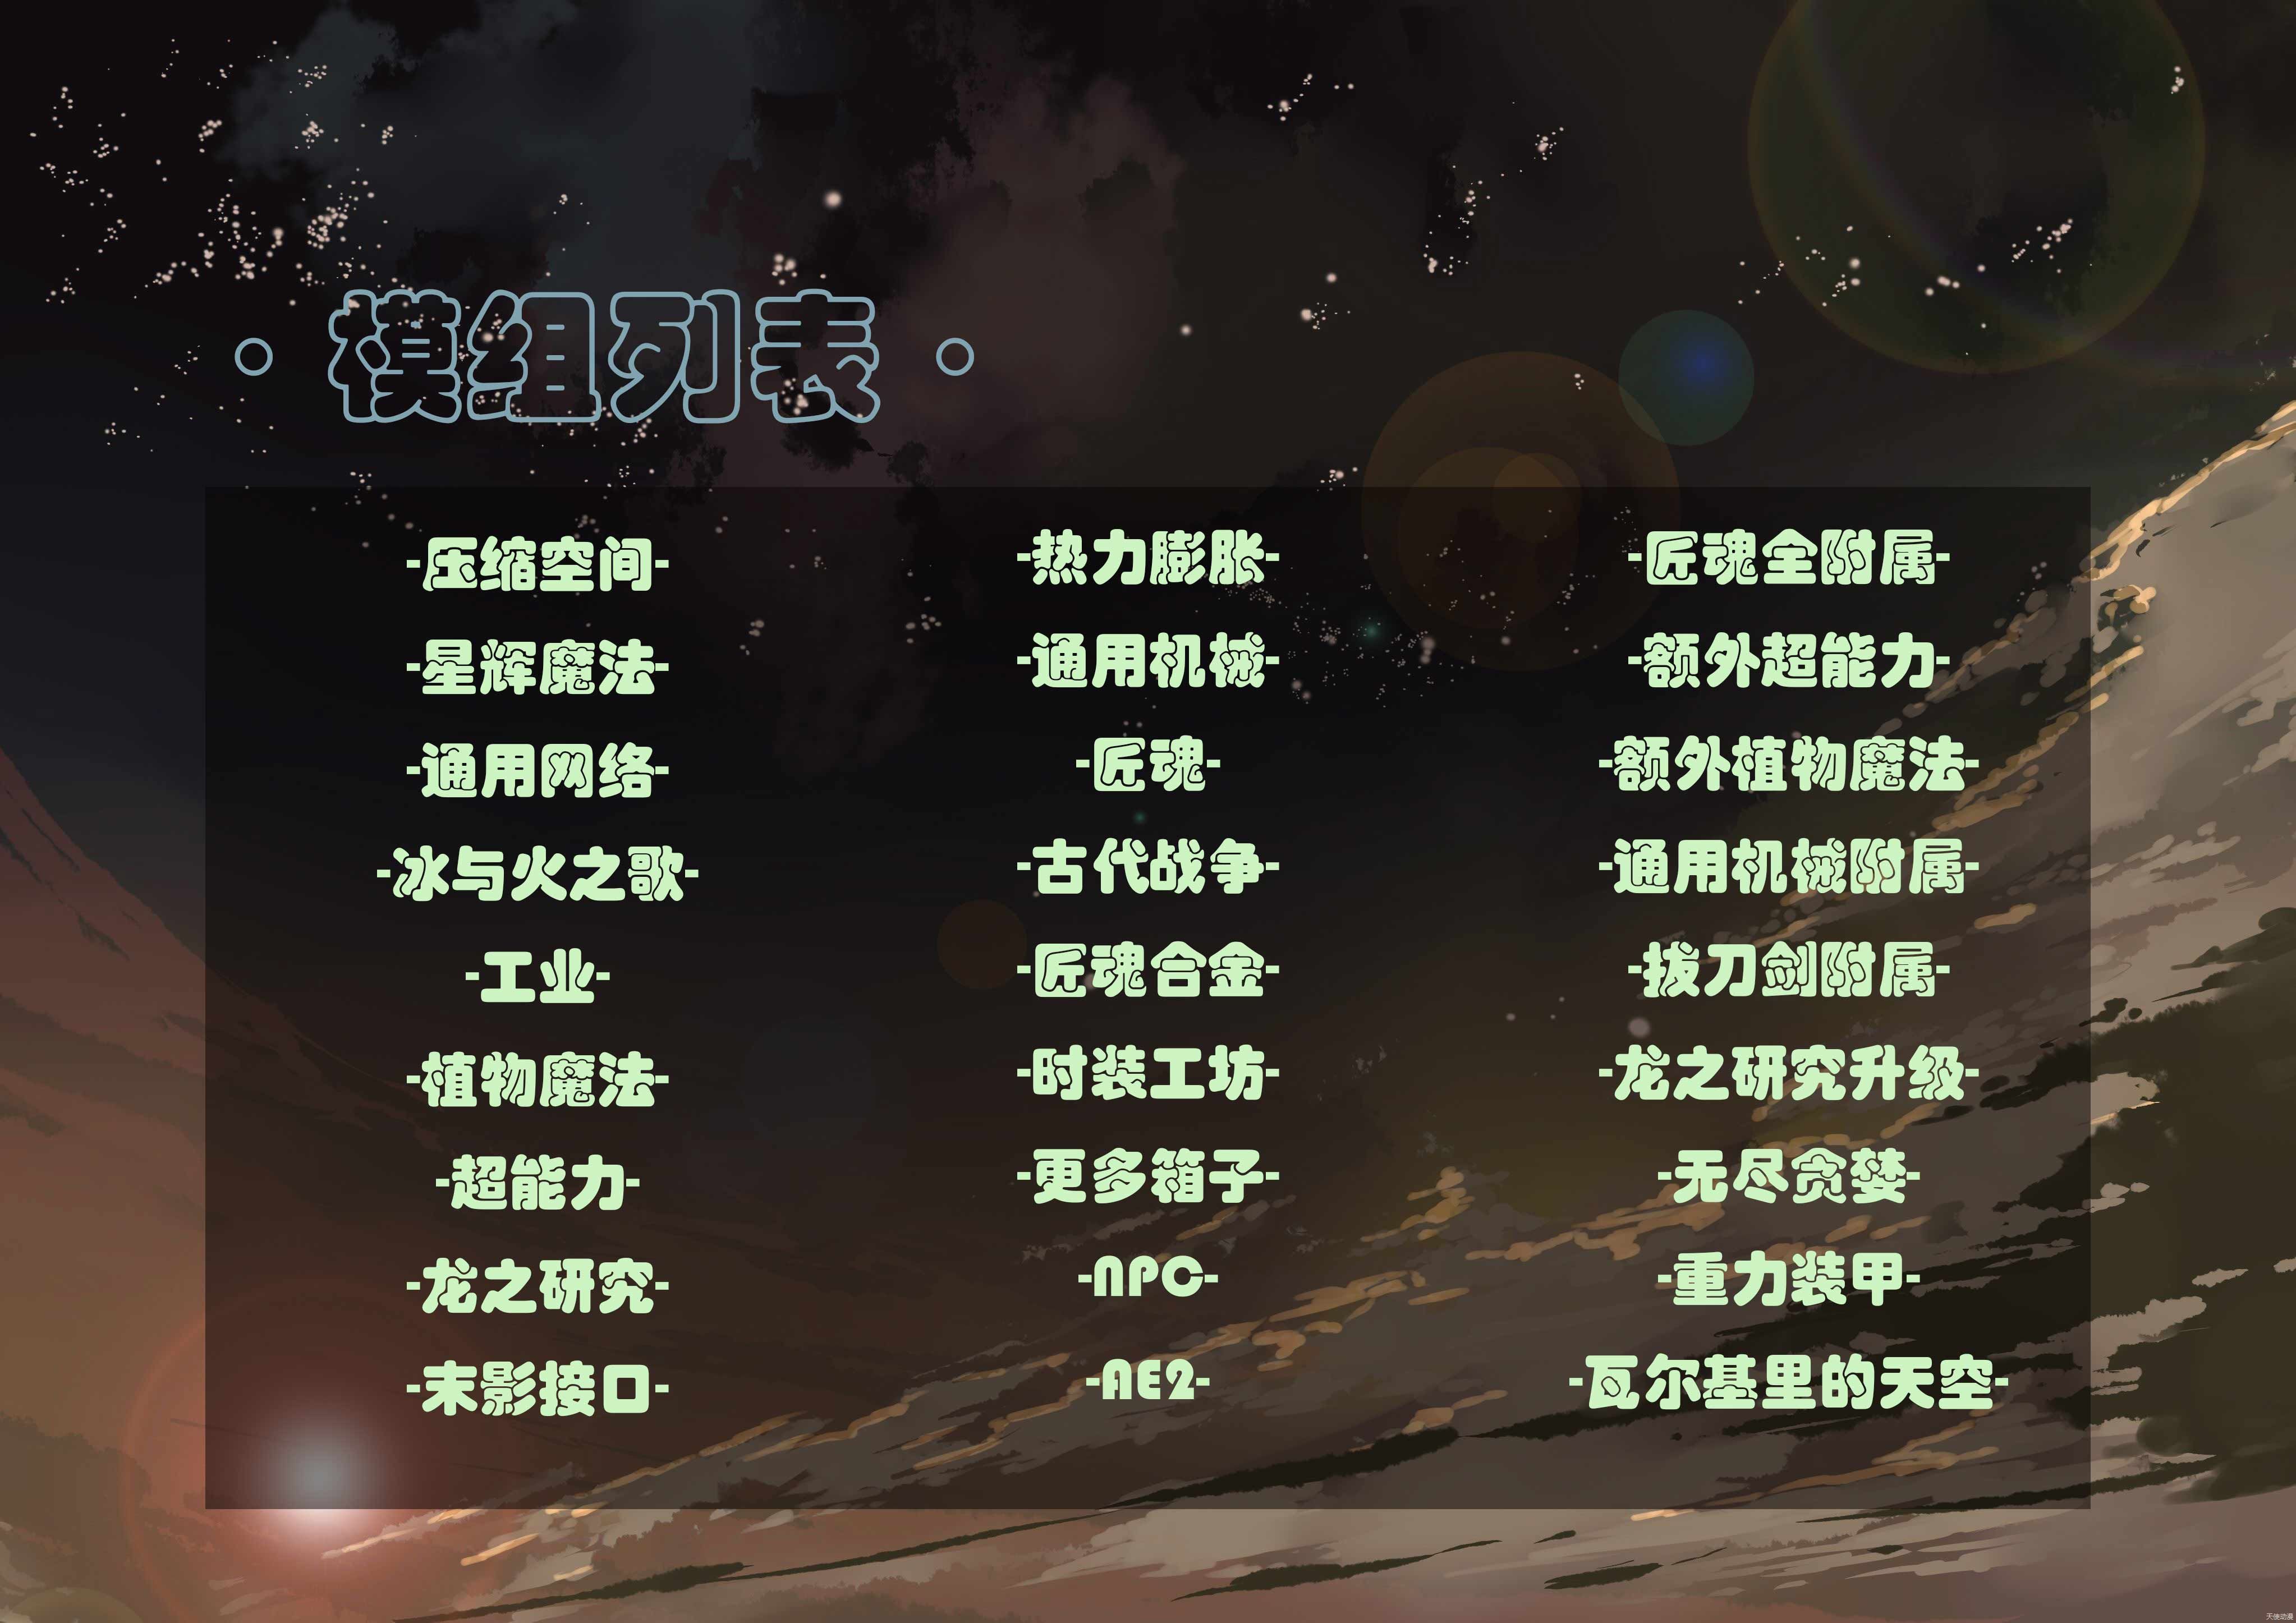 · 模组列表 ·
-压缩空间-
-星辉魔法-
-通用网络-
-冰与火之歌-
-工业-
-植物魔法-
-超能力-
-龙之研究-
-末影接口-
-热力膨胀-
-通用机械-
-匠魂-
-古代战争-
-匠魂合金-
-时装工坊-
-更多箱子-
-NPC-
-AE2-
-匠魂全附属-
-额外超能力-
-额外植物魔法-
-通用机械附属-
-拔刀剑附属-
-龙之研究升级-
-无尽贪婪-
-重力装甲-
-瓦尔基里的天空-
天使动漫